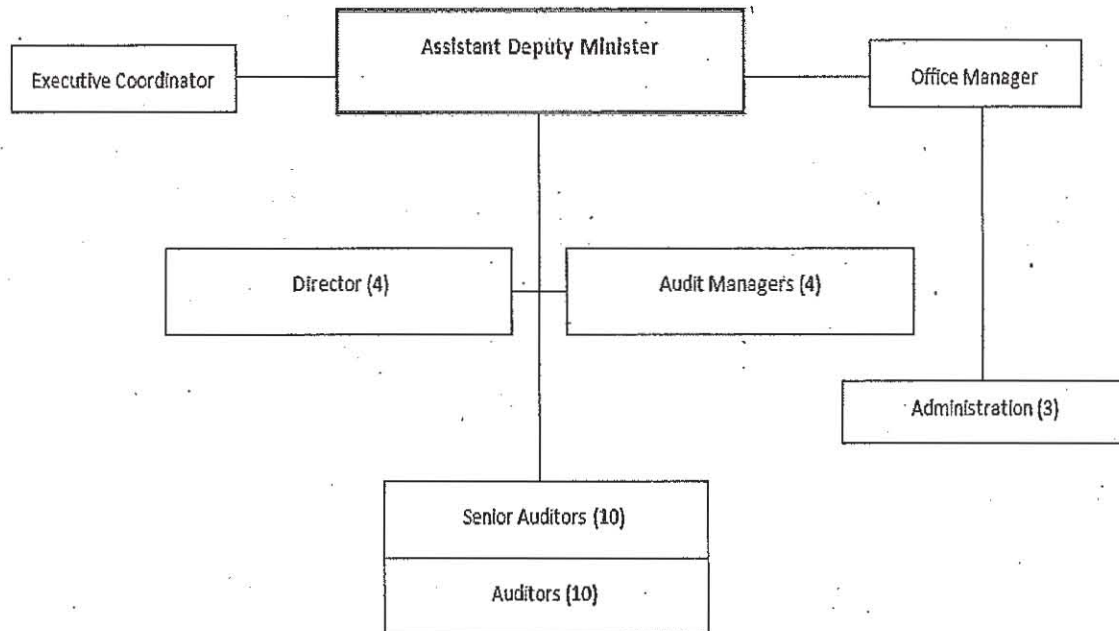 Assistant Deputy Minister
Executive Coordinator
Office Manager
Director (4)
Audit Managers (4)
Administration (3)
Senior Auditors (10)
Auditors (10)